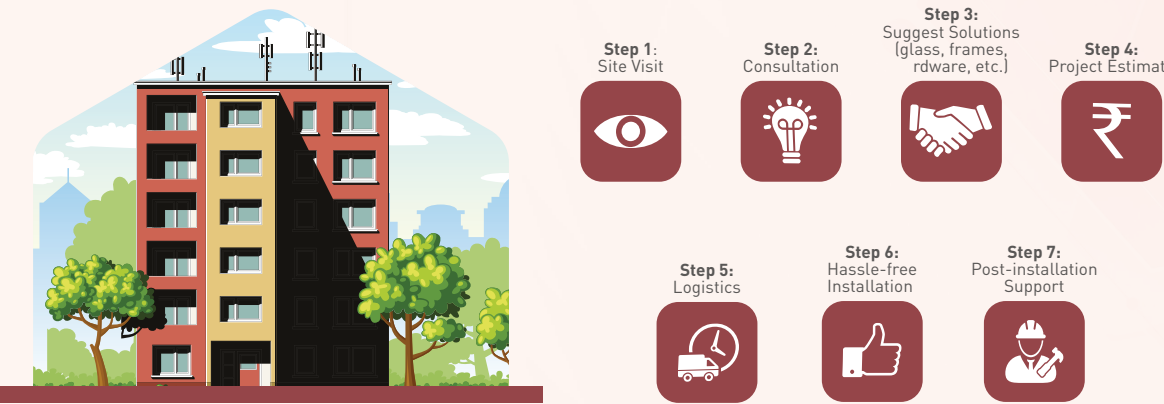 Step 1:
Site Visit
Step 2:
Consultation
Step 3:
Suggest Solutions
(glass, frames,
rdware, etc.)
Step 4:
Project Estimat
₹
Step 5:
Logistics
Step 6:
Hassle-free
Installation
Step 7:
Post-installation
Support